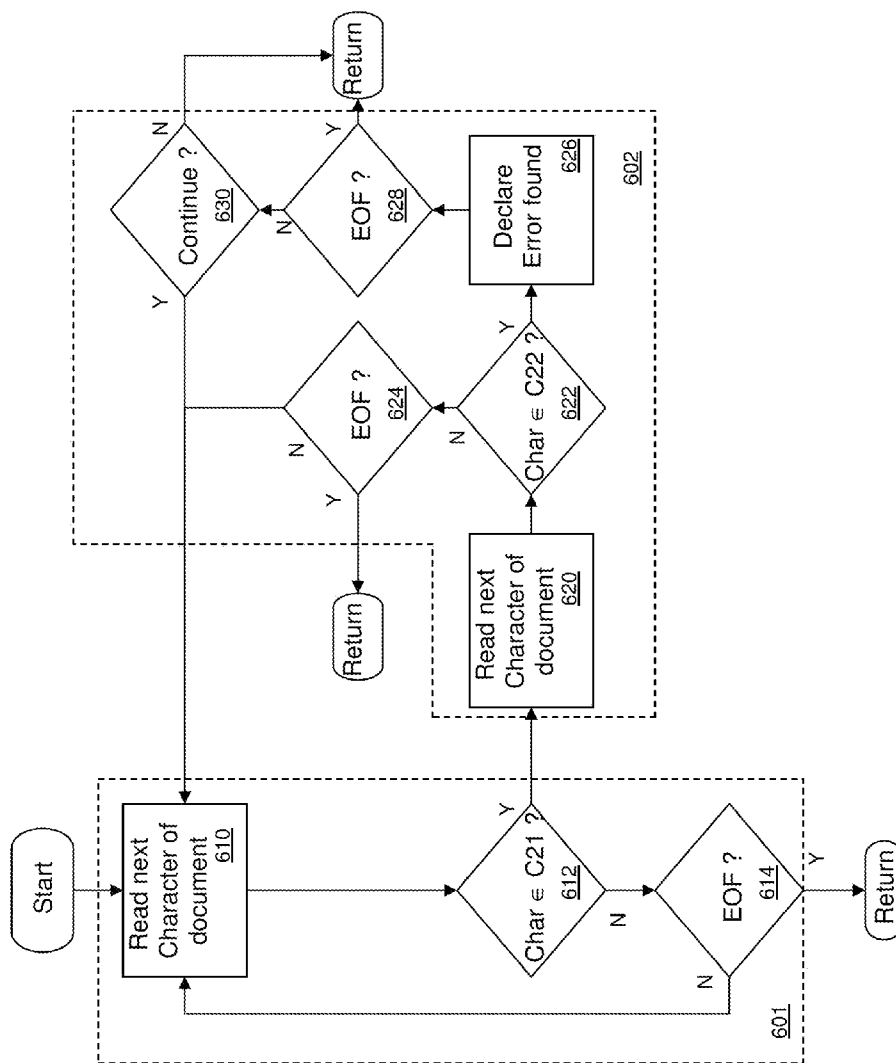 Start
Read next
Character of
document
610
Char ∈ C21 ?
612
Y
N
EOF ?
614
N
Y
Return
601
Read next
Character of
document
620
Char ∈ C22 ?
622
N
Y
EOF ?
624
N
Y
Return
Declare
Error found
626
EOF ?
628
N
Y
Return
Continue ?
630
Y
N
602